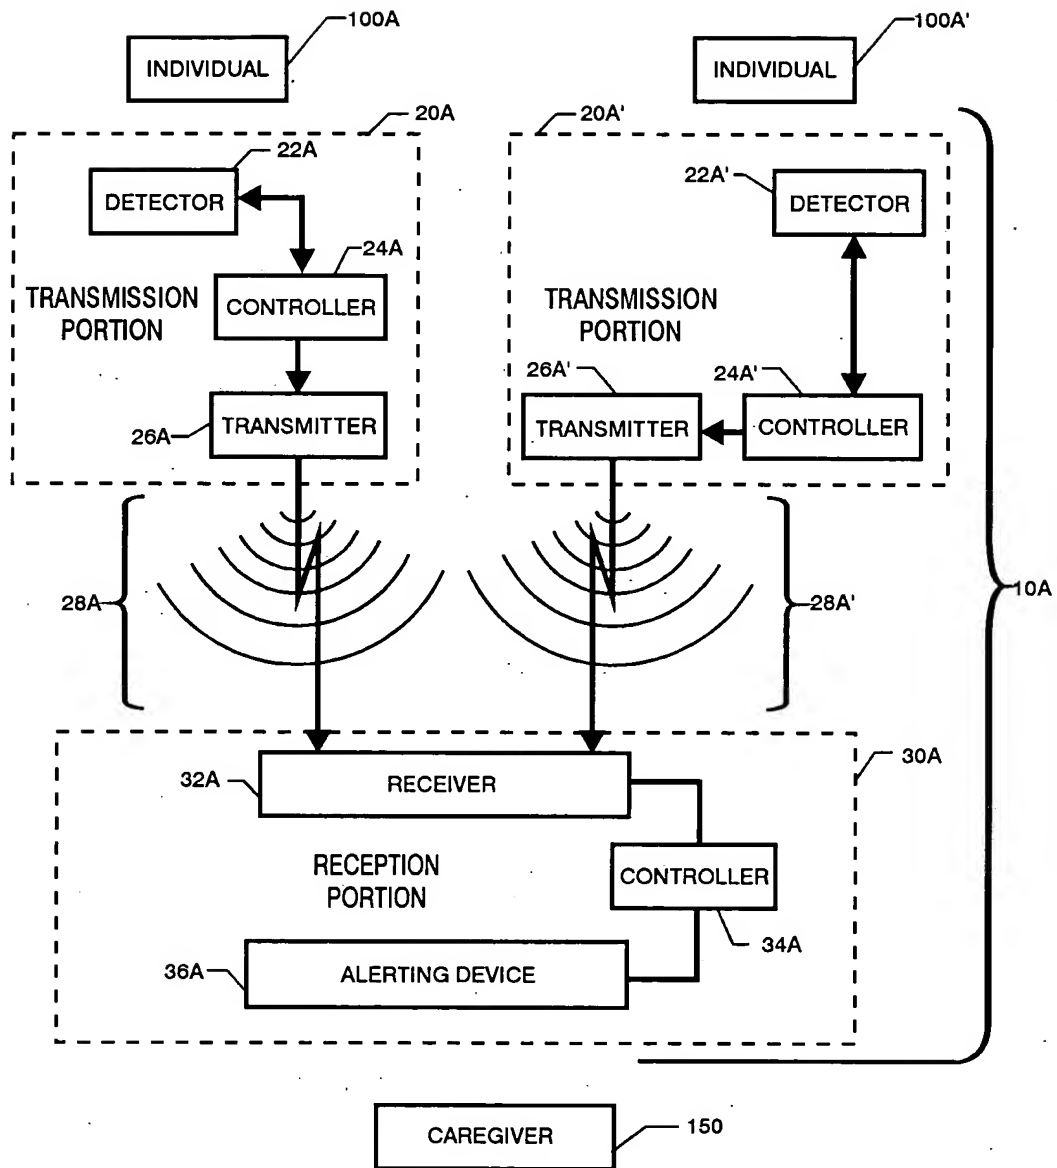 100A
100A'
INDIVIDUAL
INDIVIDUAL
20A
20A'
22A
22A'
DETECTOR
DETECTOR
24A
TRANSMISSION
PORTION
CONTROLLER
TRANSMISSION
PORTION
26A'
24A'
26A
TRANSMITTER
TRANSMITTER
CONTROLLER
28A
28A'
10A
30A
32A
RECEIVER
RECEPTION
PORTION
CONTROLLER
34A
36A
ALERTING DEVICE
CAREGIVER
150